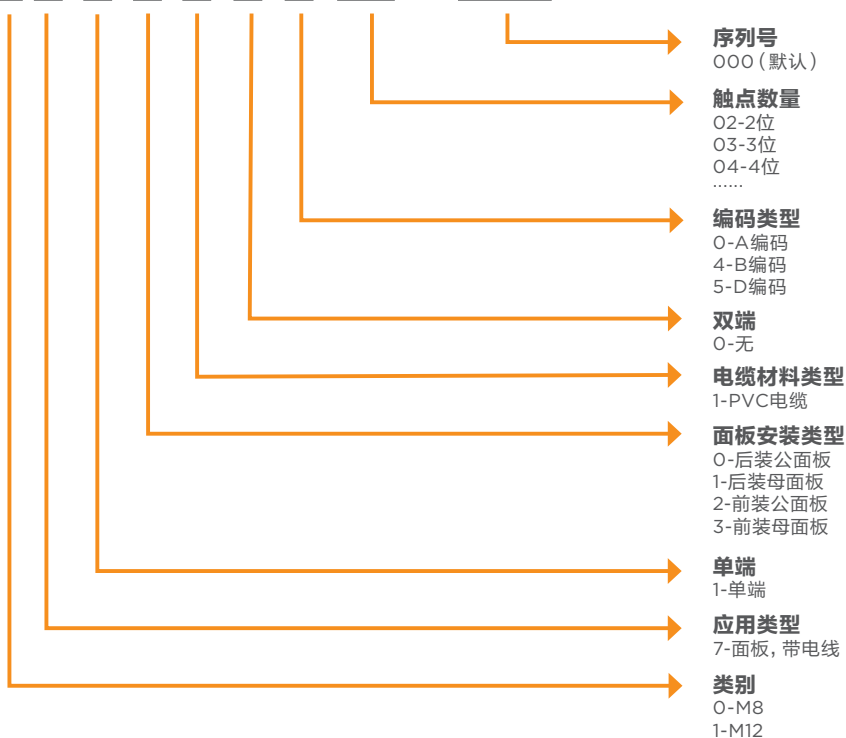 序列号
000（默认）
触点数量
02-2位
03-3位
04-4位
······
编码类型
0-A编码
4-B编码
5-D编码
双端
0-无
电缆材料类型
1-PVC电缆
面板安装类型
0-后装公面板
1-后装母面板
2-前装公面板
3-前装母面板
单端
1-单端
应用类型
7-面板，带电线
类别
0-M8
1-M12